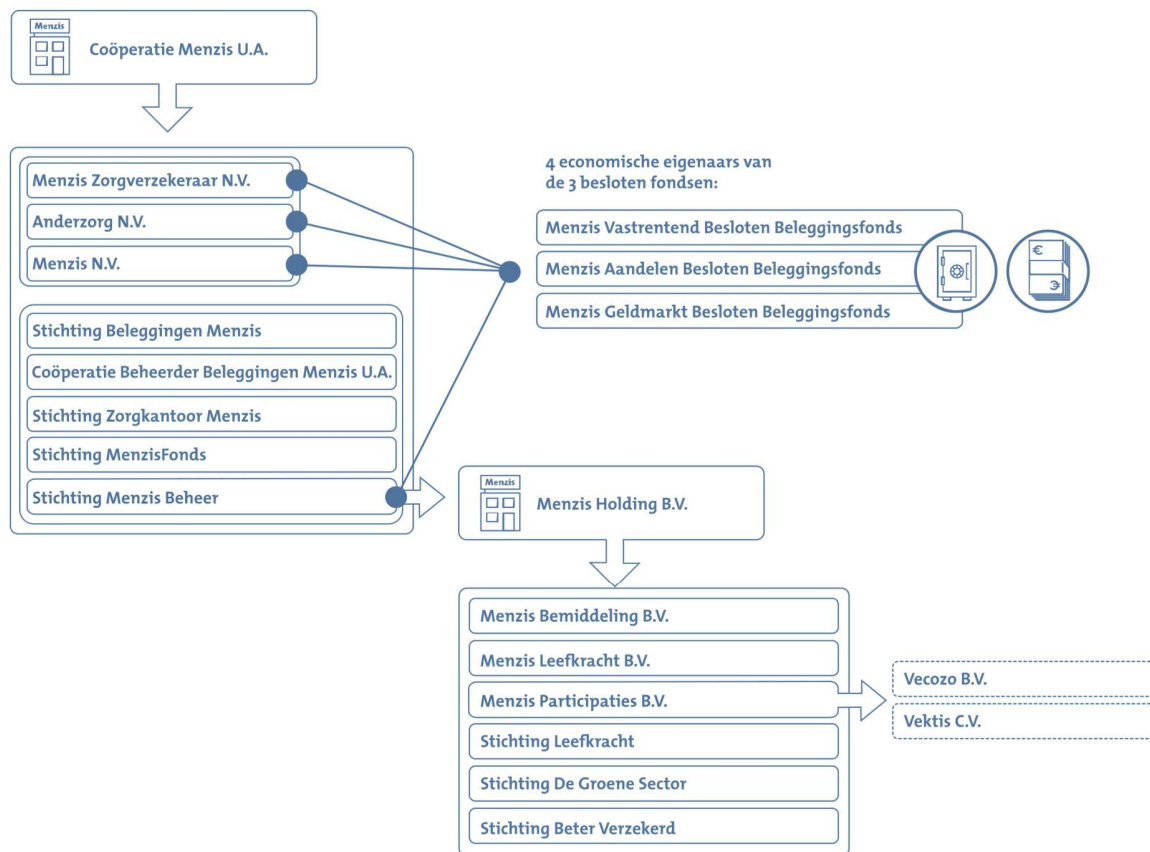 Menzis
Coöperatie Menzis U.A.
Menzis Zorgverzekeraar N.V.
Anderzorg N.V.
Menzis N.V.
Stichting Beleggingen Menzis
Coöperatie Beheerder Beleggingen Menzis U.A.
Stichting Zorgkantoor Menzis
Stichting MenzisFonds
Stichting Menzis Beheer
4 economische eigenaars van
de 3 besloten fondsen:
Menzis Vastrentend Besloten Beleggingsfonds
Menzis Aandelen Besloten Beleggingsfonds
Menzis Geldmarkt Besloten Beleggingsfonds
€
€
Menzis
Menzis Holding B.V.
Menzis Bemiddeling B.V.
Menzis Leefkracht B.V.
Menzis Participaties B.V.
Stichting Leefkracht
Stichting De Groene Sector
Stichting Beter Verzekerd
Vecozo B.V.
Vektis C.V.